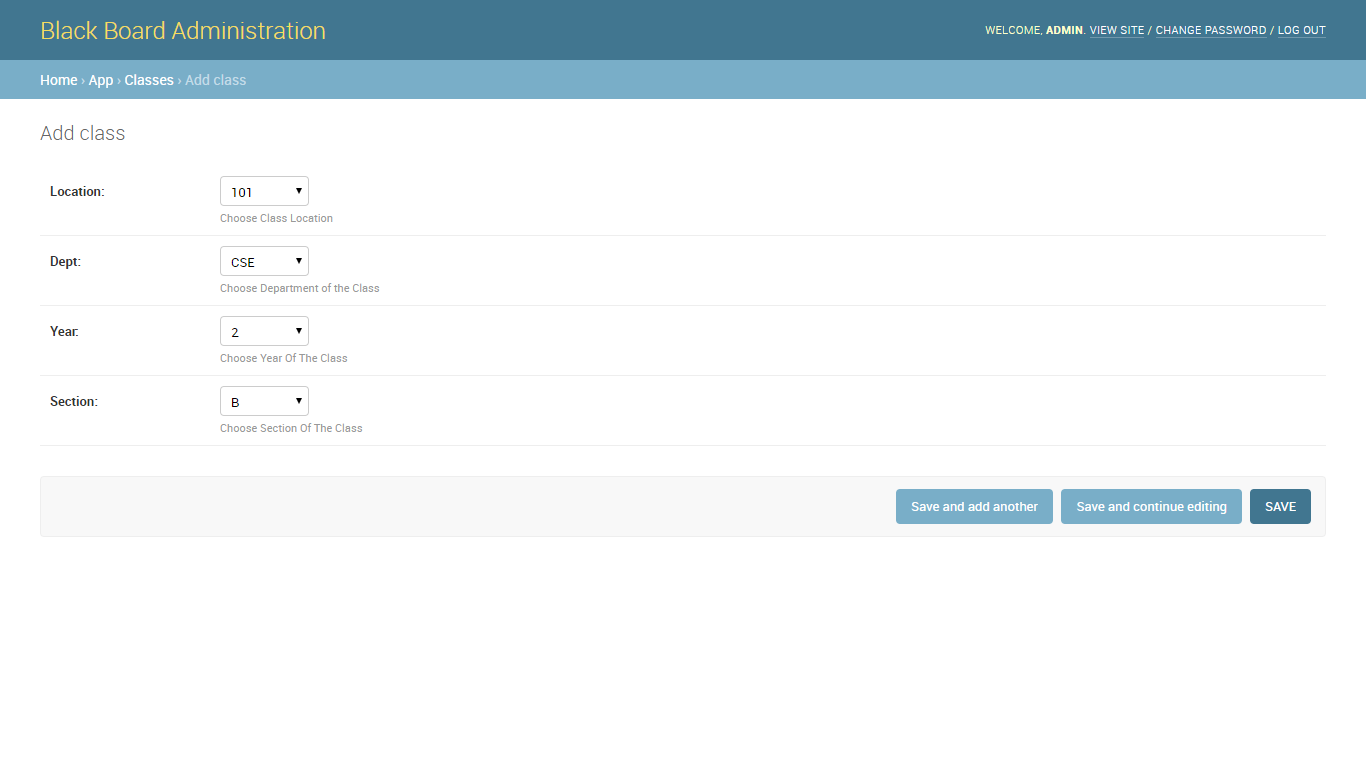 Black Board Administration
WELCOME, ADMIN. VIEW SITE / CHANGE PASSWORD / LOG OUT
Home › App › Classes › Add class
Add class
Location:
101
Choose Class Location
Dept:
CSE
Choose Department of the Class
Year:
2
Choose Year Of The Class
Section:
B
Choose Section Of The Class
Save and add another
Save and continue editing
SAVE